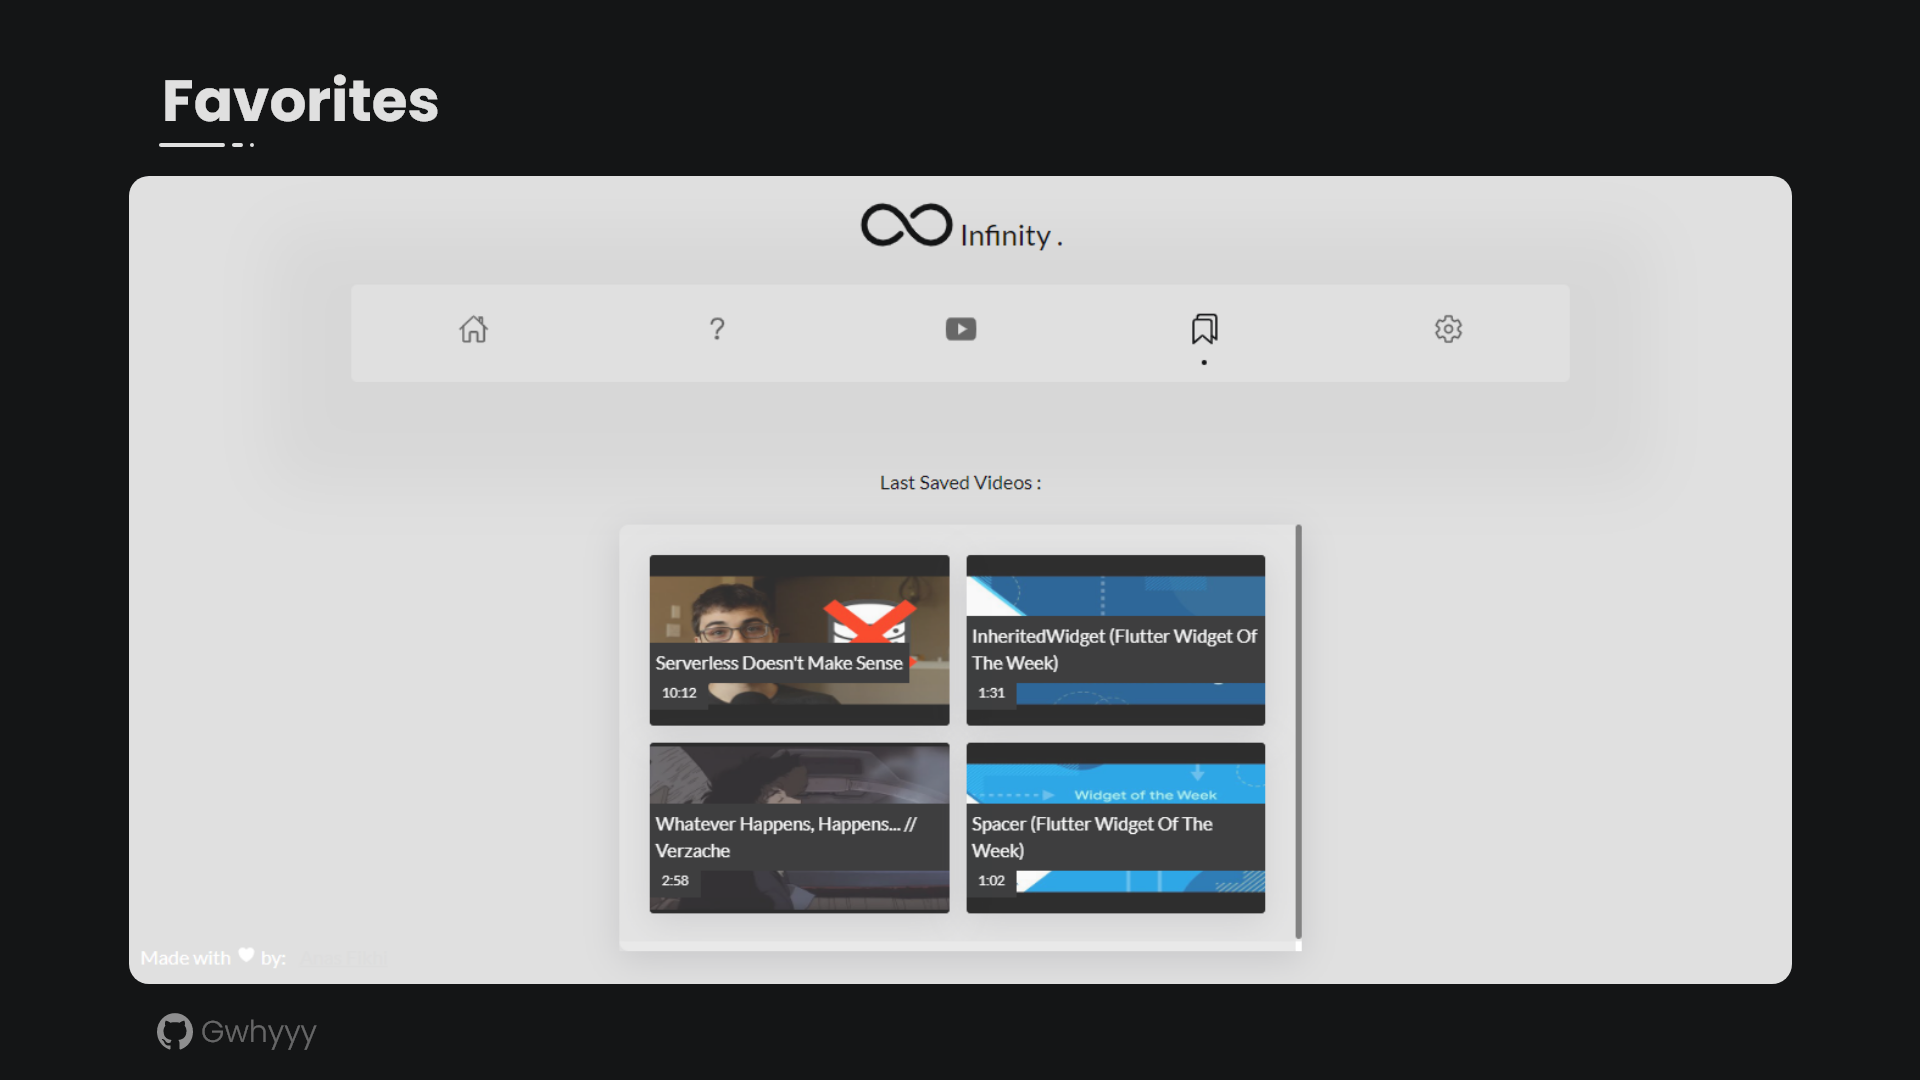 Favorites
Infinity .
?
Last Saved Videos :
Serverless Doesn't Make Sense
10:12
InheritedWidget (Flutter Widget Of
The Week)
1:31
Whatever Happens, Happens... //
Verzache
2:58
Widget of the Week
Spacer (Flutter Widget Of The
Week)
1:02
Made with by:
Gwhyyy